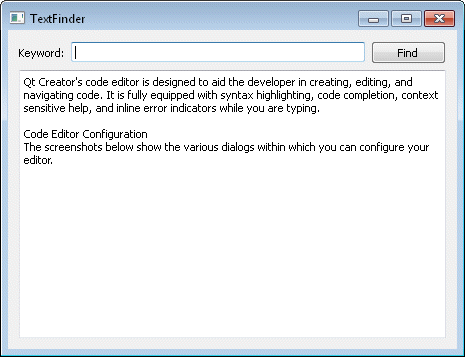 TextFinder
Keyword: Find
Qt Creator's code editor is designed to aid the developer in creating, editing, and
navigating code. It is fully equipped with syntax highlighting, code completion, context
sensitive help, and inline error indicators while you are typing.
Code Editor Configuration
The screenshots below show the various dialogs within which you can configure your
editor.